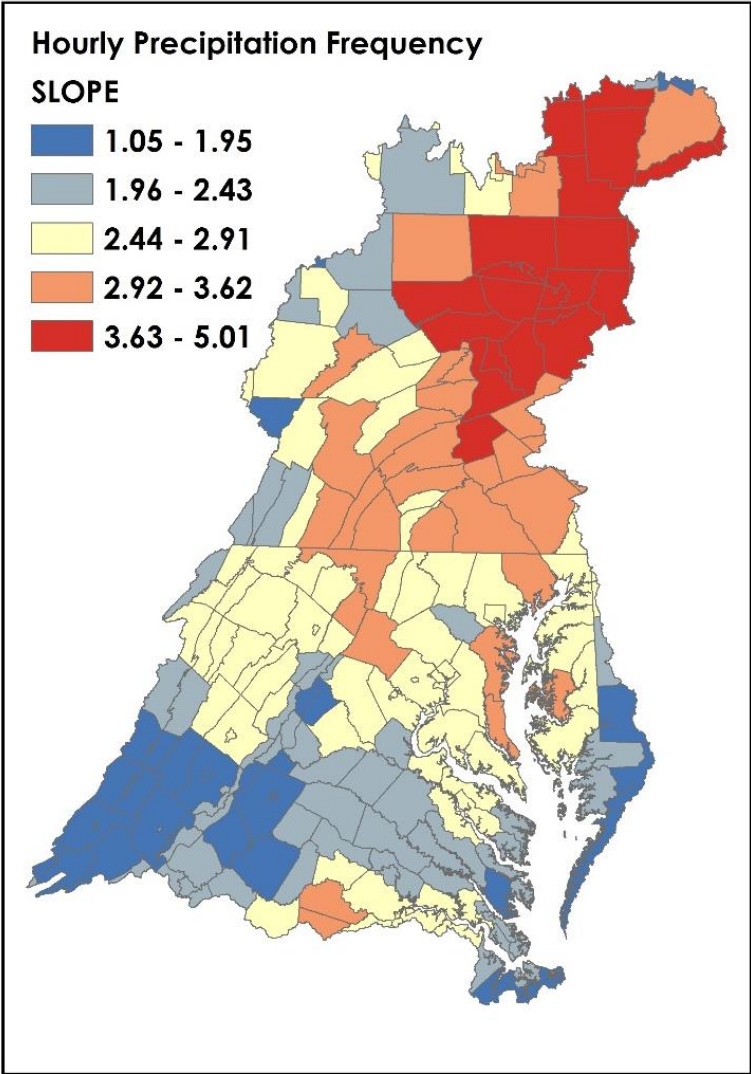 Hourly Precipitation Frequency
SLOPE
1.05 - 1.95
1.96 - 2.43
2.44 - 2.91
2.92 - 3.62
3.63 - 5.01